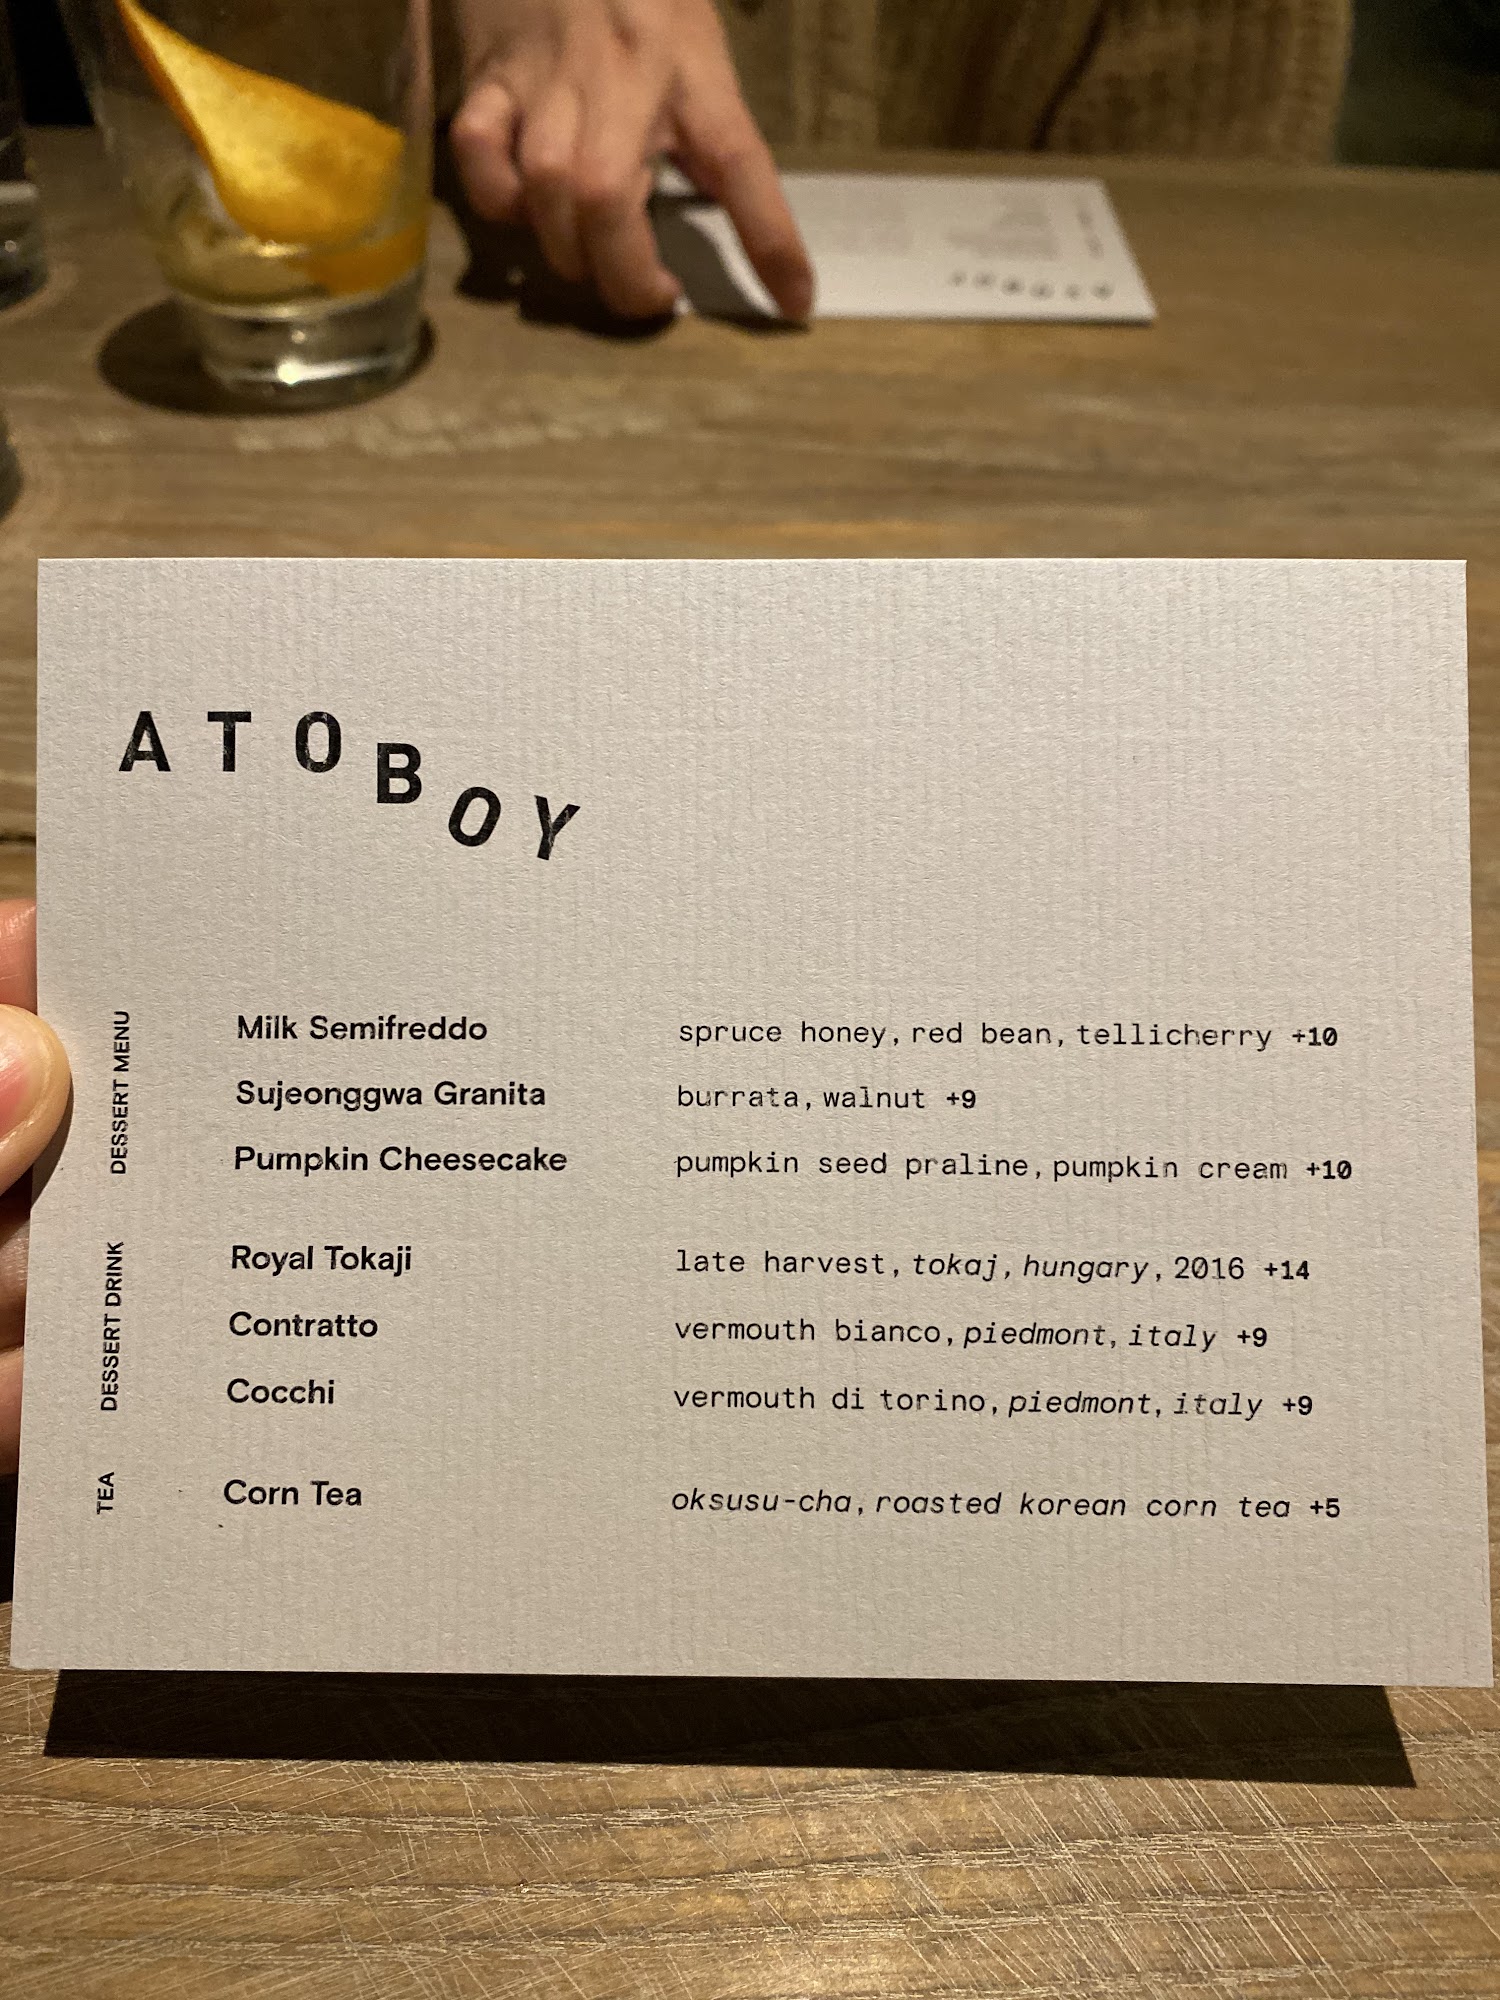 ATOBOY
DESSERT MENU
Milk Semifreddo spruce honey, red bean, tellicherry +10
Sujeonggwa Granita burrata, walnut +9
Pumpkin Cheesecake pumpkin seed praline, pumpkin cream +10
DESSERT DRINK
Royal Tokaji late harvest, tokaj, hungary, 2016 +14
Contratto vermouth bianco, piedmont, italy +9
Cocchi vermouth di torino, piedmont, italy +9
TEA
Corn Tea oksusu-cha, roasted korean corn tea +5
ATOBOY